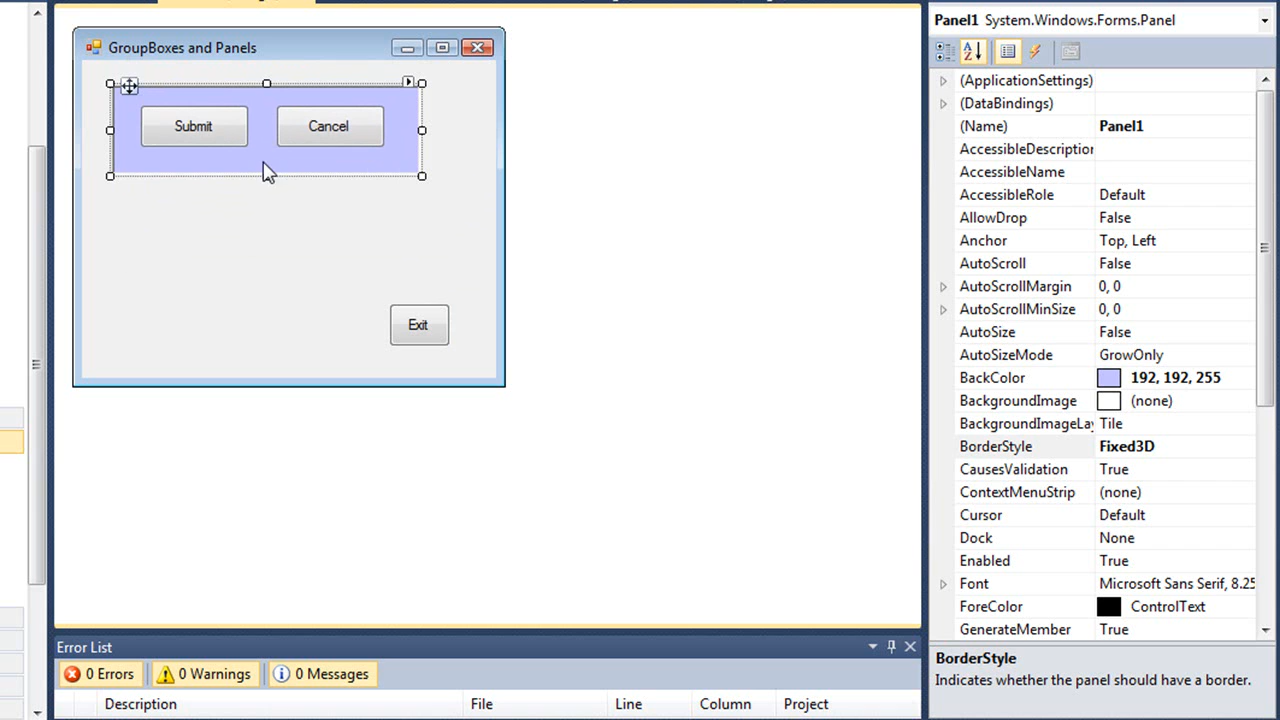 GroupBoxes and Panels
Submit
Cancel
Exit
Error List
0 Errors
0 Warnings
0 Messages
Description
File
Line
Column
Project
Panel1 System.Windows.Forms.Panel
(ApplicationSettings)
(DataBindings)
(Name) Panel1
AccessibleDescription
AccessibleName
AccessibleRole Default
AllowDrop False
Anchor Top, Left
AutoScroll False
AutoScrollMargin 0, 0
AutoScrollMinSize 0, 0
AutoSize False
AutoSizeMode GrowOnly
BackColor 192, 192, 255
BackgroundImage (none)
BackgroundImageLay Tile
BorderStyle Fixed3D
CausesValidation True
ContextMenuStrip (none)
Cursor Default
Dock None
Enabled True
Font Microsoft Sans Serif, 8.25
ForeColor ControlText
GenerateMember True
BorderStyle
Indicates whether the panel should have a border.